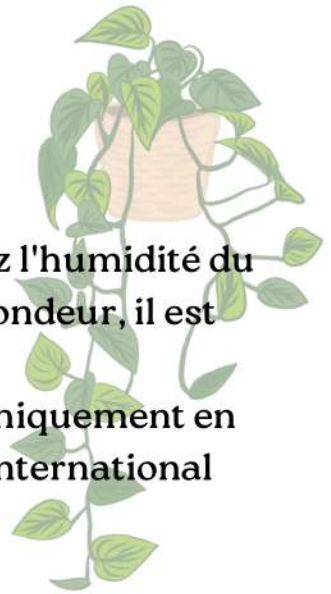 z l'humidité du
ondeur, il est
niquement en
nternational